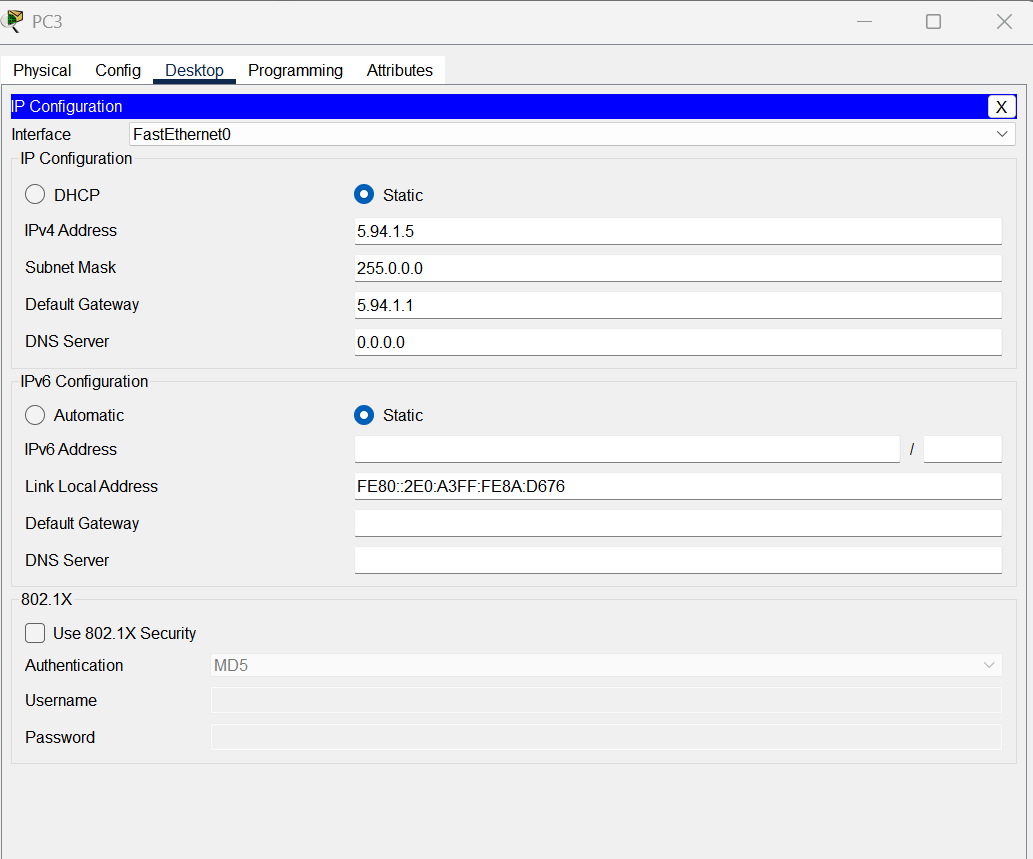 PC3
Physical Config Desktop Programming Attributes
IP Configuration X
Interface FastEthernet0
IP Configuration
DHCP Static
IPv4 Address 5.94.1.5
Subnet Mask 255.0.0.0
Default Gateway 5.94.1.1
DNS Server 0.0.0.0
IPv6 Configuration
Automatic Static
IPv6 Address /
Link Local Address FE80::2E0:A3FF:FE8A:D676
Default Gateway
DNS Server
802.1X
Use 802.1X Security
Authentication MD5
Username
Password